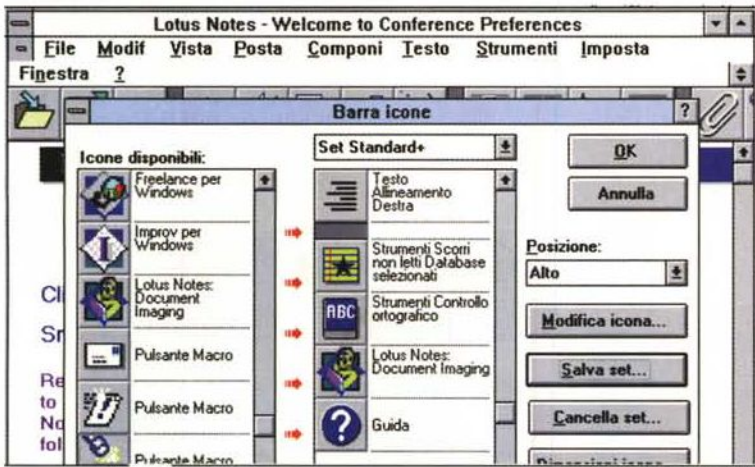 Lotus Notes - Welcome to Conference Preferences
File Modif Vista Posta Componi Testo Strumenti Imposta
Finestra ?
Barra icone
?
Icone disponibili:
Freelance per
Windows
Improv per
Windows
Lotus Notes:
Document
Imaging
Pulsante Macro
Pulsante Macro
Pulsante Macro
Set Standard+
Testo
Allineamento
Destra
Strumenti Scorri
non letti Database
selezionati
ABC
Strumenti Controllo
ortografico
Lotus Notes:
Document Imaging
?
Guida
OK
Annulla
Posizione:
Alto
Modifica icona...
Salva set...
Cancella set...
Dimensioni icone...
Cl
Sr
Re
to
No
fol